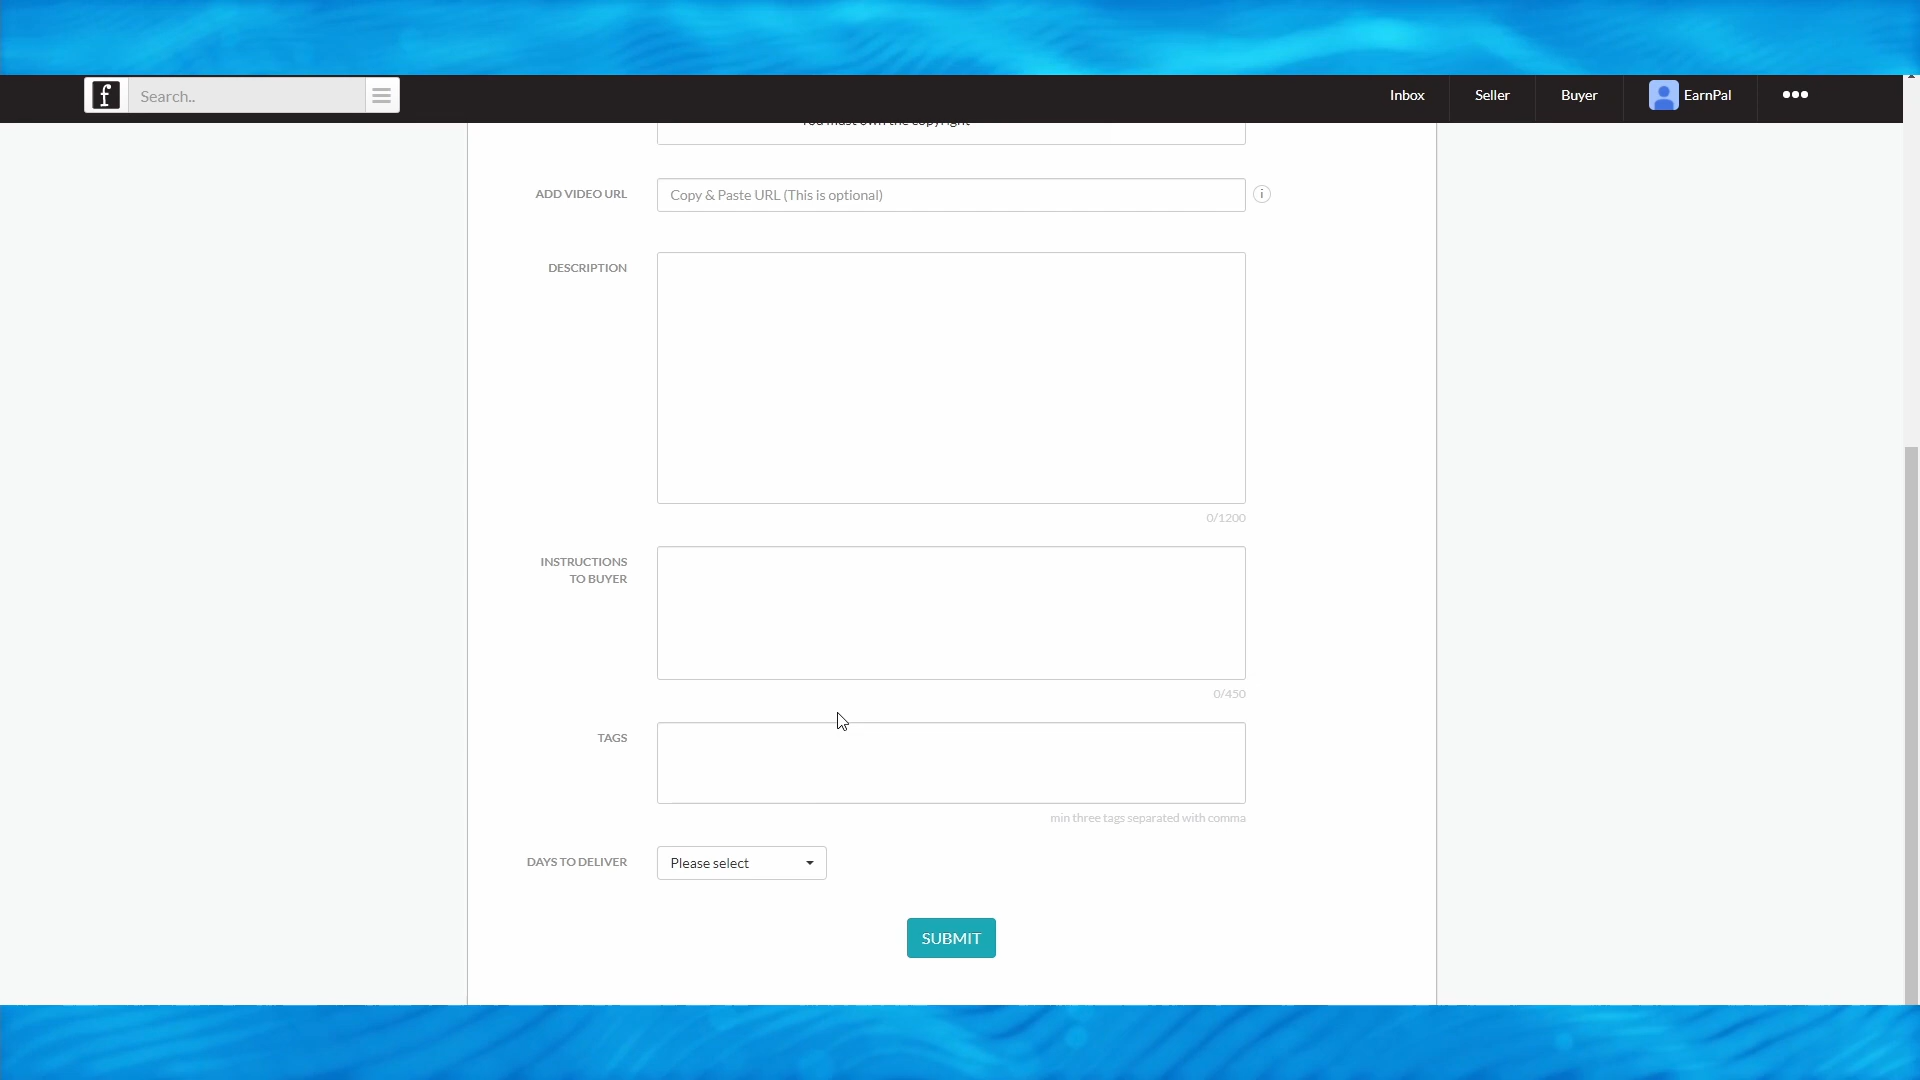 f Search.. Inbox Seller Buyer EarnPal
You must own the copyright
ADD VIDEO URL Copy & Paste URL (This is optional) i
DESCRIPTION
0/1200
INSTRUCTIONS
TO BUYER
0/450
TAGS
min three tags separated with comma
DAYS TO DELIVER Please select
SUBMIT